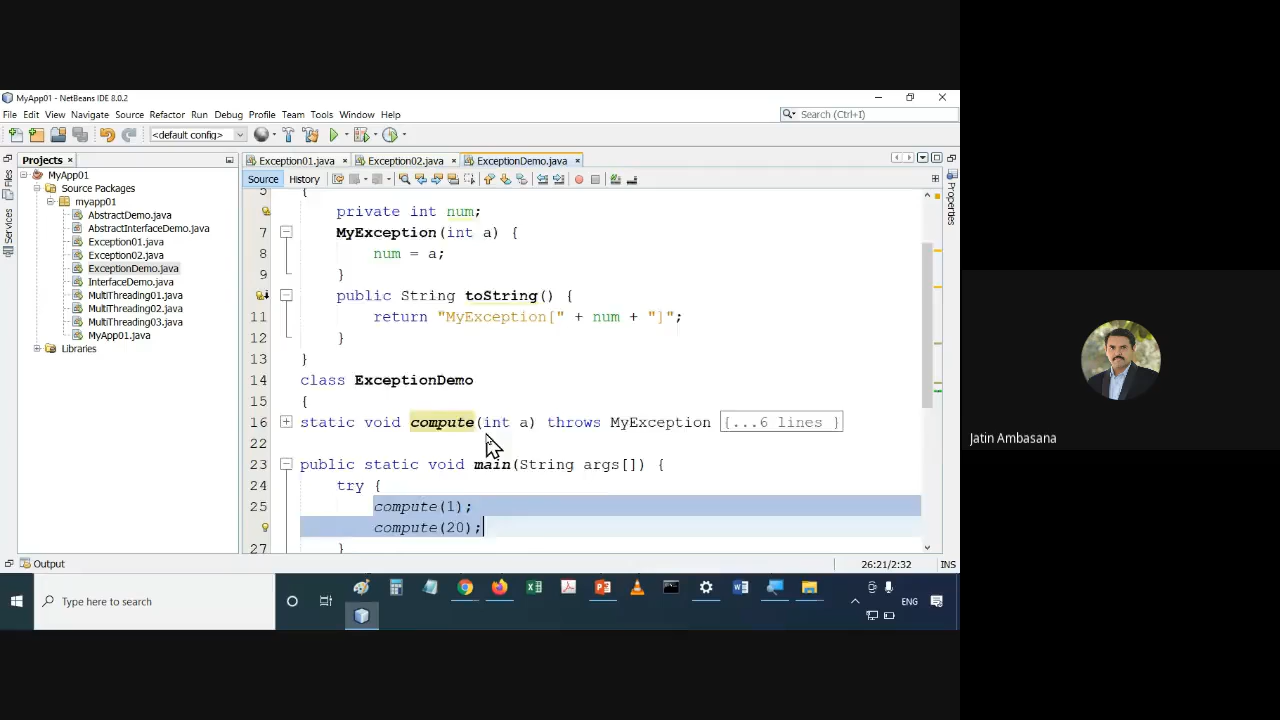 MyApp01 - NetBeans IDE 8.0.2
File Edit View Navigate Source Refactor Run Debug Profile Team Tools Window Help
Search (Ctrl+I)
<default config>
Projects
Exception01.java
Exception02.java
ExceptionDemo.java
Files
Services
MyApp01
Source Packages
myapp01
AbstractDemo.java
AbstractInterfaceDemo.java
Exception01.java
Exception02.java
ExceptionDemo.java
InterfaceDemo.java
MultiThreading01.java
MultiThreading02.java
MultiThreading03.java
MyApp01.java
Libraries
Source History
Properties
5 {
private int num;
7 MyException(int a) {
8 num = a;
9 }
public String toString() {
11 return "MyException[" + num + "]";
12 }
13 }
14 class ExceptionDemo
15 {
16 static void compute(int a) throws MyException {...6 lines }
22
23 public static void main(String args[]) {
24 try {
25 compute(1);
compute(20);
27 }
Output
26:21/2:32 INS
Type here to search
ENG
Jatin Ambasana